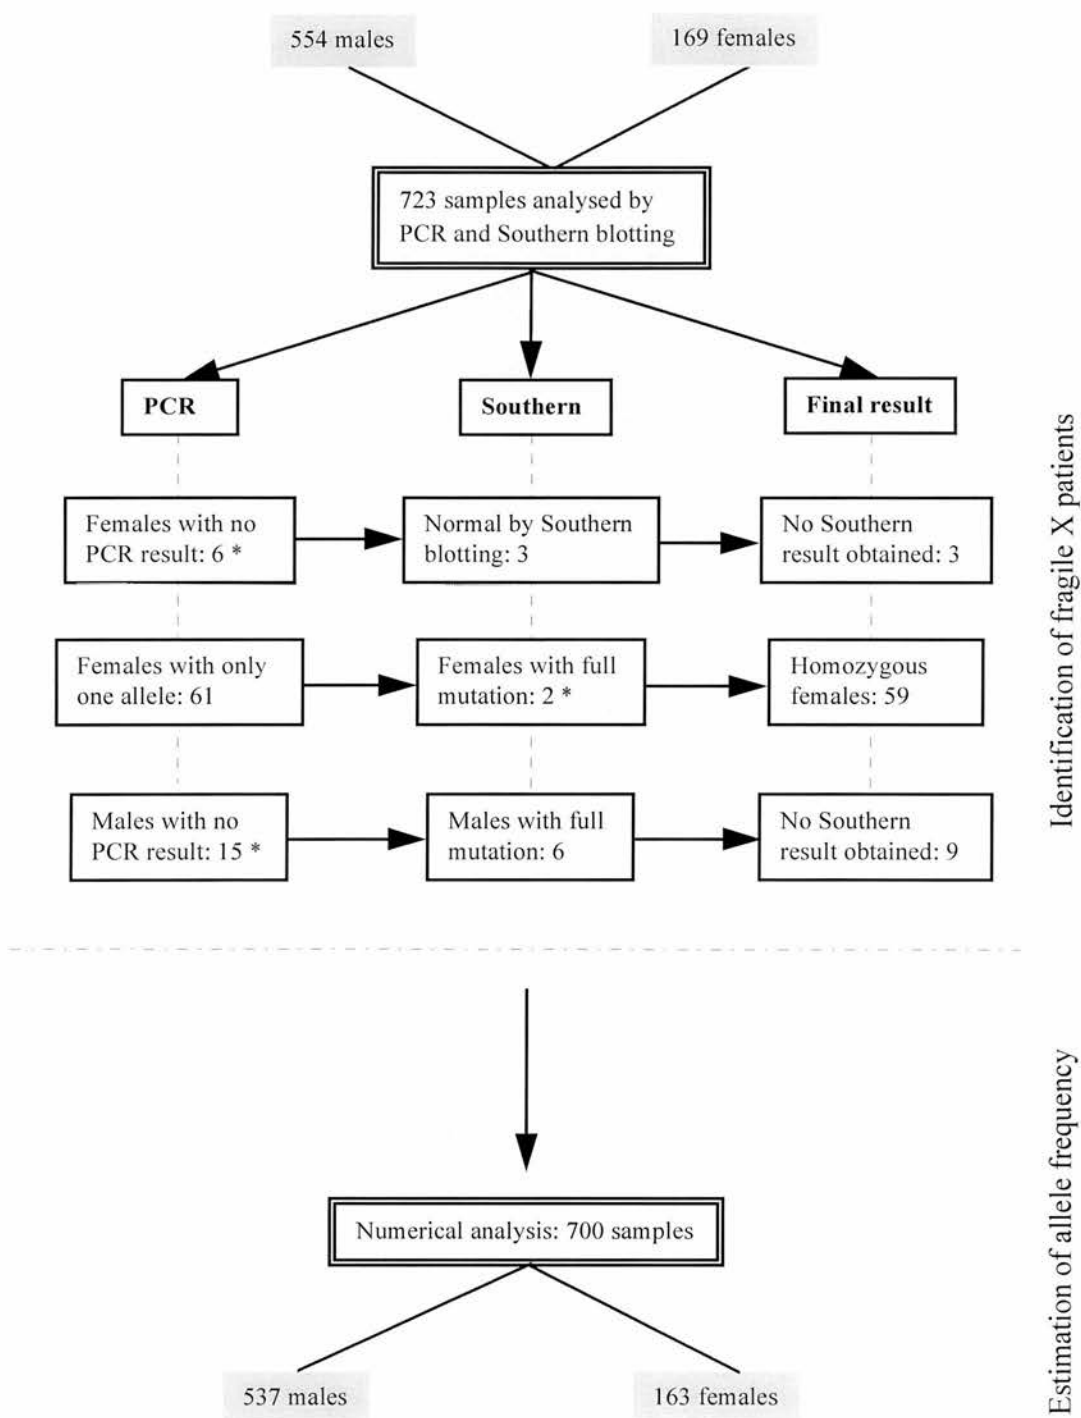 554 males
169 females
723 samples analysed by
PCR and Southern blotting
PCR
Southern
Final result
Females with no
PCR result: 6 *
Normal by Southern
blotting: 3
No Southern
result obtained: 3
Females with only
one allele: 61
Females with full
mutation: 2 *
Homozygous
females: 59
Males with no
PCR result: 15 *
Males with full
mutation: 6
No Southern
result obtained: 9
Identification of fragile X patients
Numerical analysis: 700 samples
537 males
163 females
Estimation of allele frequency